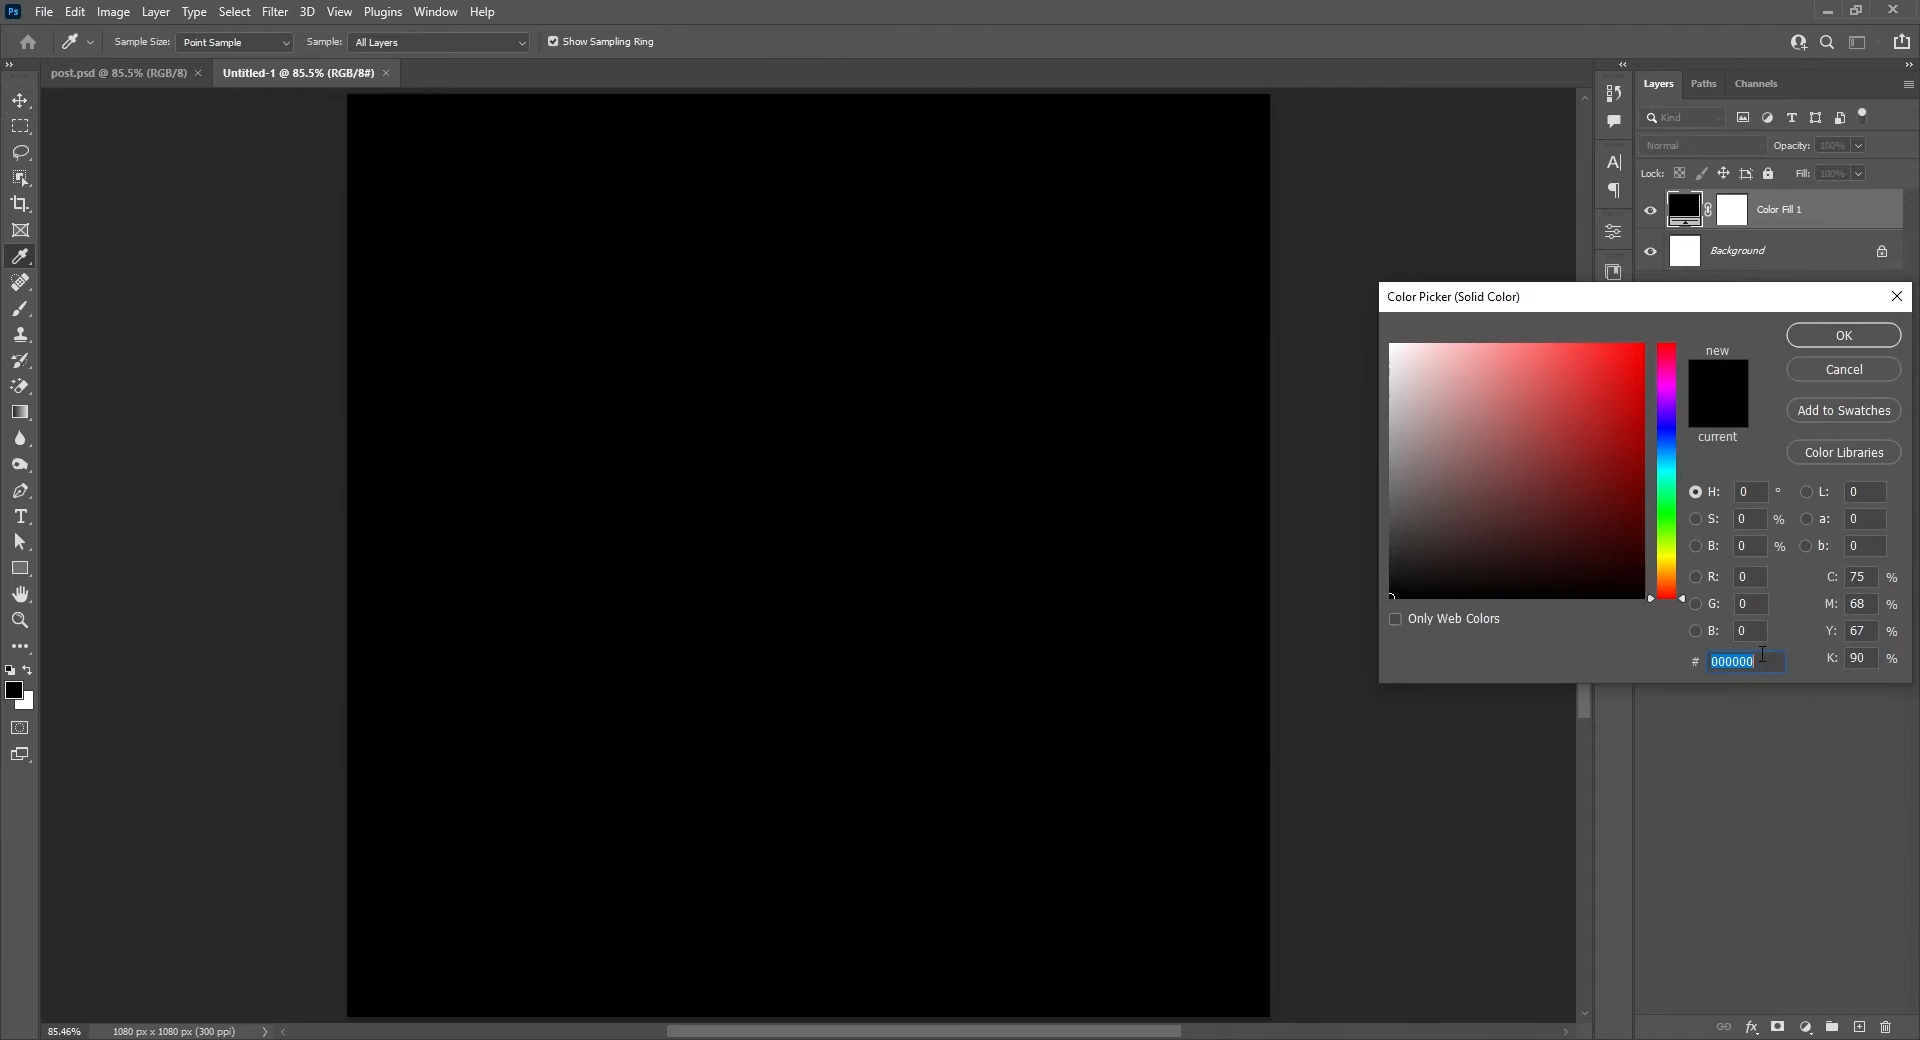 Ps File Edit Image Layer Type Select Filter 3D View Plugins Window Help
Sample Size: Point Sample Sample: All Layers Show Sampling Ring
post.psd @ 85.5% (RGB/8) × Untitled-1 @ 85.5% (RGB/8#) ×
Layers Paths Channels
Kind
Normal Opacity: 100%
Lock: Fill: 100%
Color Fill 1
Background
Color Picker (Solid Color)
OK
new
Cancel
Add to Swatches
current
Color Libraries
H: 0 ° L: 0
S: 0 % a: 0
B: 0 % b: 0
R: 0 C: 75 %
G: 0 M: 68 %
Only Web Colors
B: 0 Y: 67 %
# 000000 K: 90 %
85.46% 1080 px x 1080 px (300 ppi)